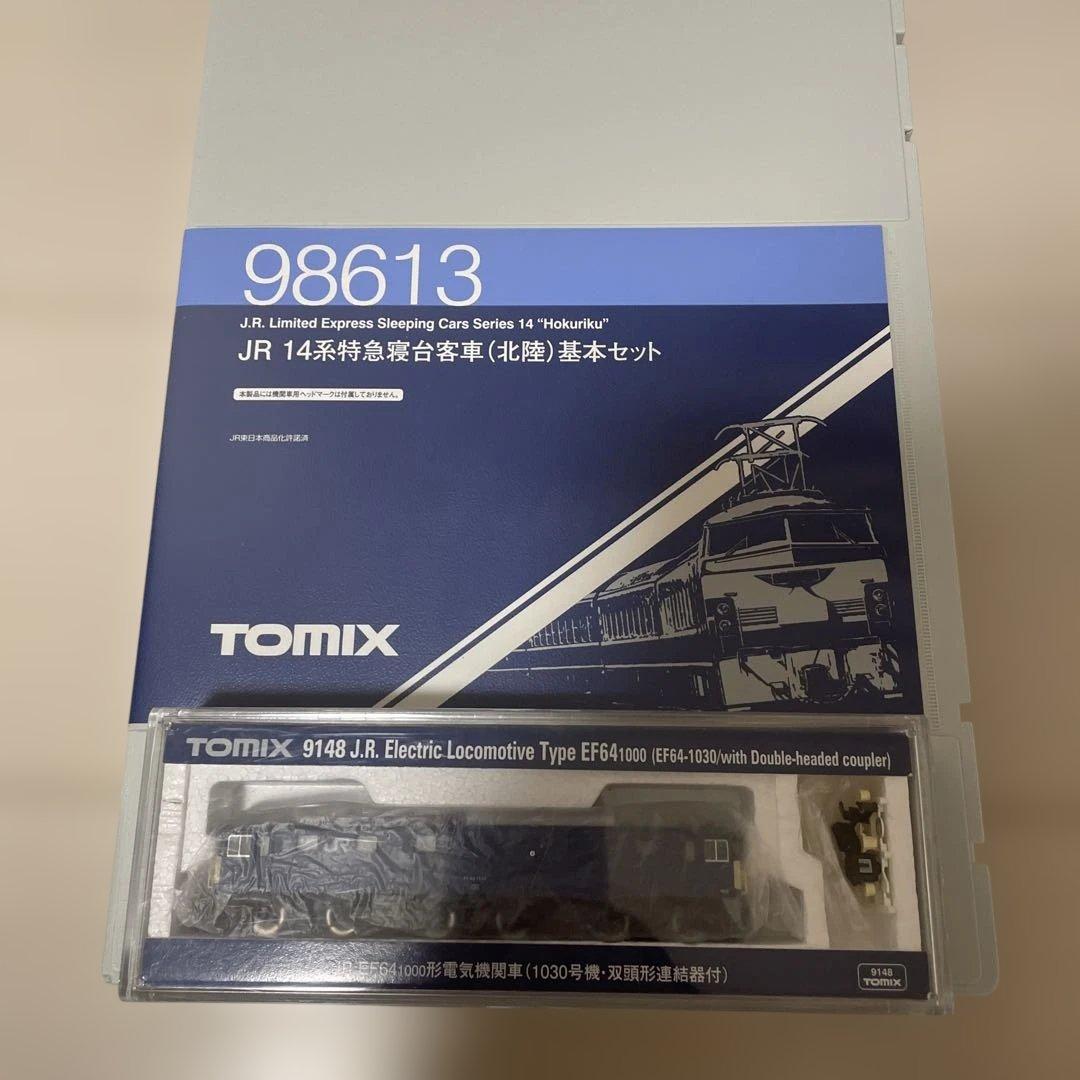 98613
J.R. Limited Express Sleeping Cars Series 14 “Hokuriku”
JR 14系特急寝台客車(北陸)基本セット
本製品には機関車用ヘッドマークは付属しておりません。
JR東日本商品化許諾済
TOMIX
TOMIX 9148 J.R. Electric Locomotive Type EF641000 (EF64-1030/with Double-headed coupler)
JR EF641000形電気機関車(1030号機・双頭形連結器付)
9148
TOMIX